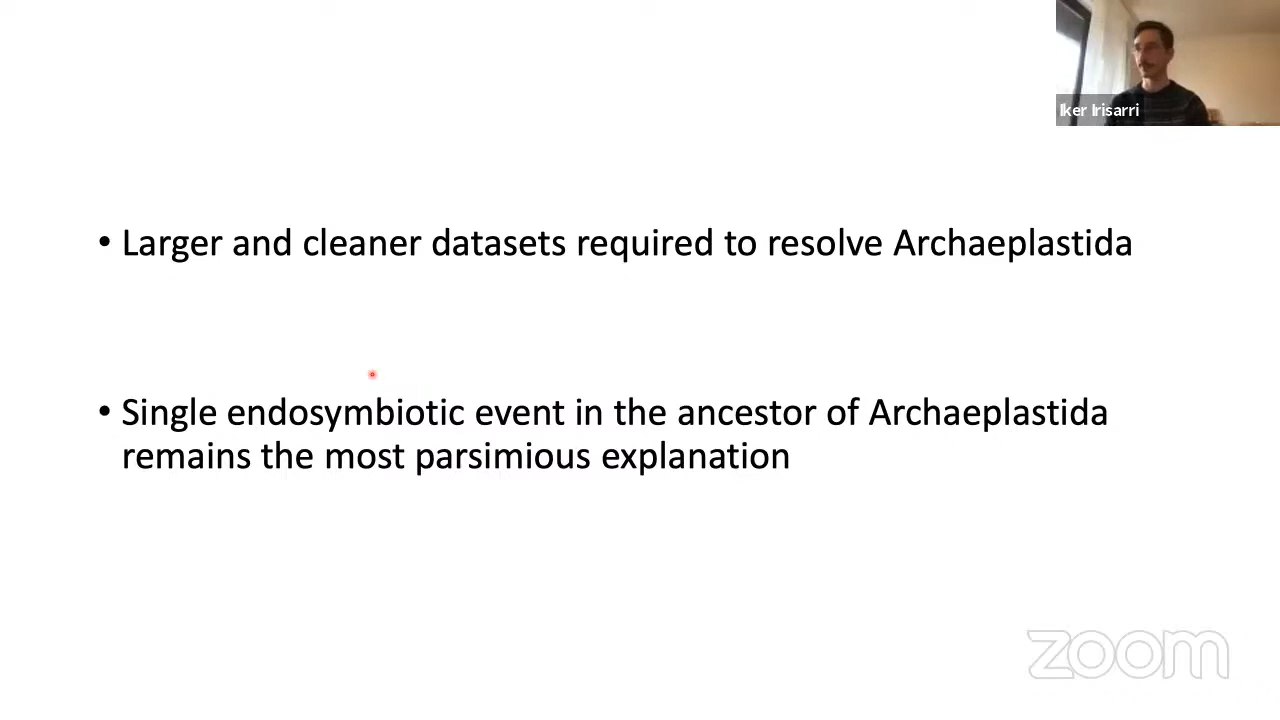 Iker Irisarri
• Larger and cleaner datasets required to resolve Archaeplastida
• Single endosymbiotic event in the ancestor of Archaeplastida
remains the most parsimious explanation
zoom